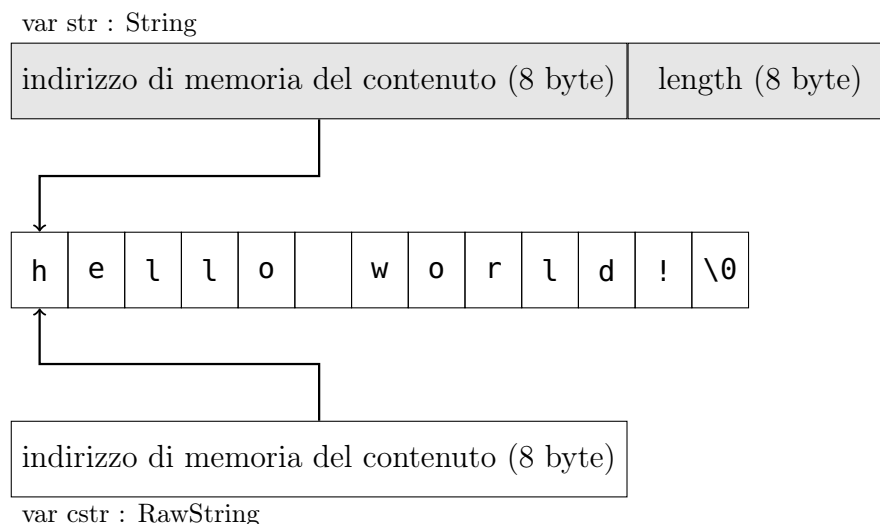 var str : String
indirizzo di memoria del contenuto (8 byte) length (8 byte)
h e l l o w o r l d ! \0
indirizzo di memoria del contenuto (8 byte)
var cstr : RawString